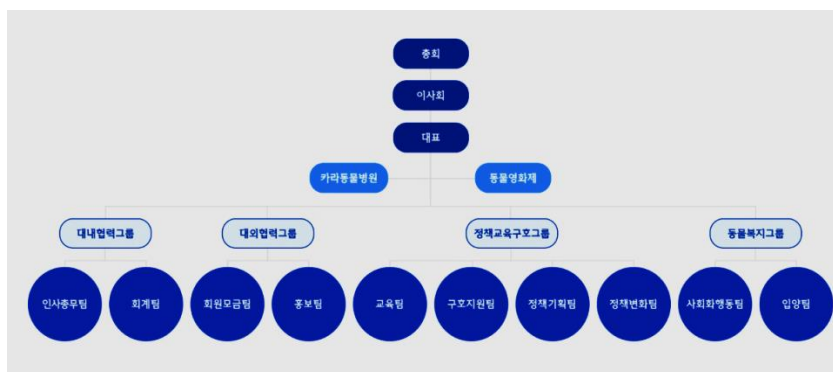 총회
이사회
대표
카라동물병원
동물영화제
대내협력그룹
대외협력그룹
정책교육구호그룹
동물복지그룹
인사총무팀
회계팀
회원모금팀
홍보팀
교육팀
구호지원팀
정책기획팀
정책변화팀
사회화행동팀
입양팀